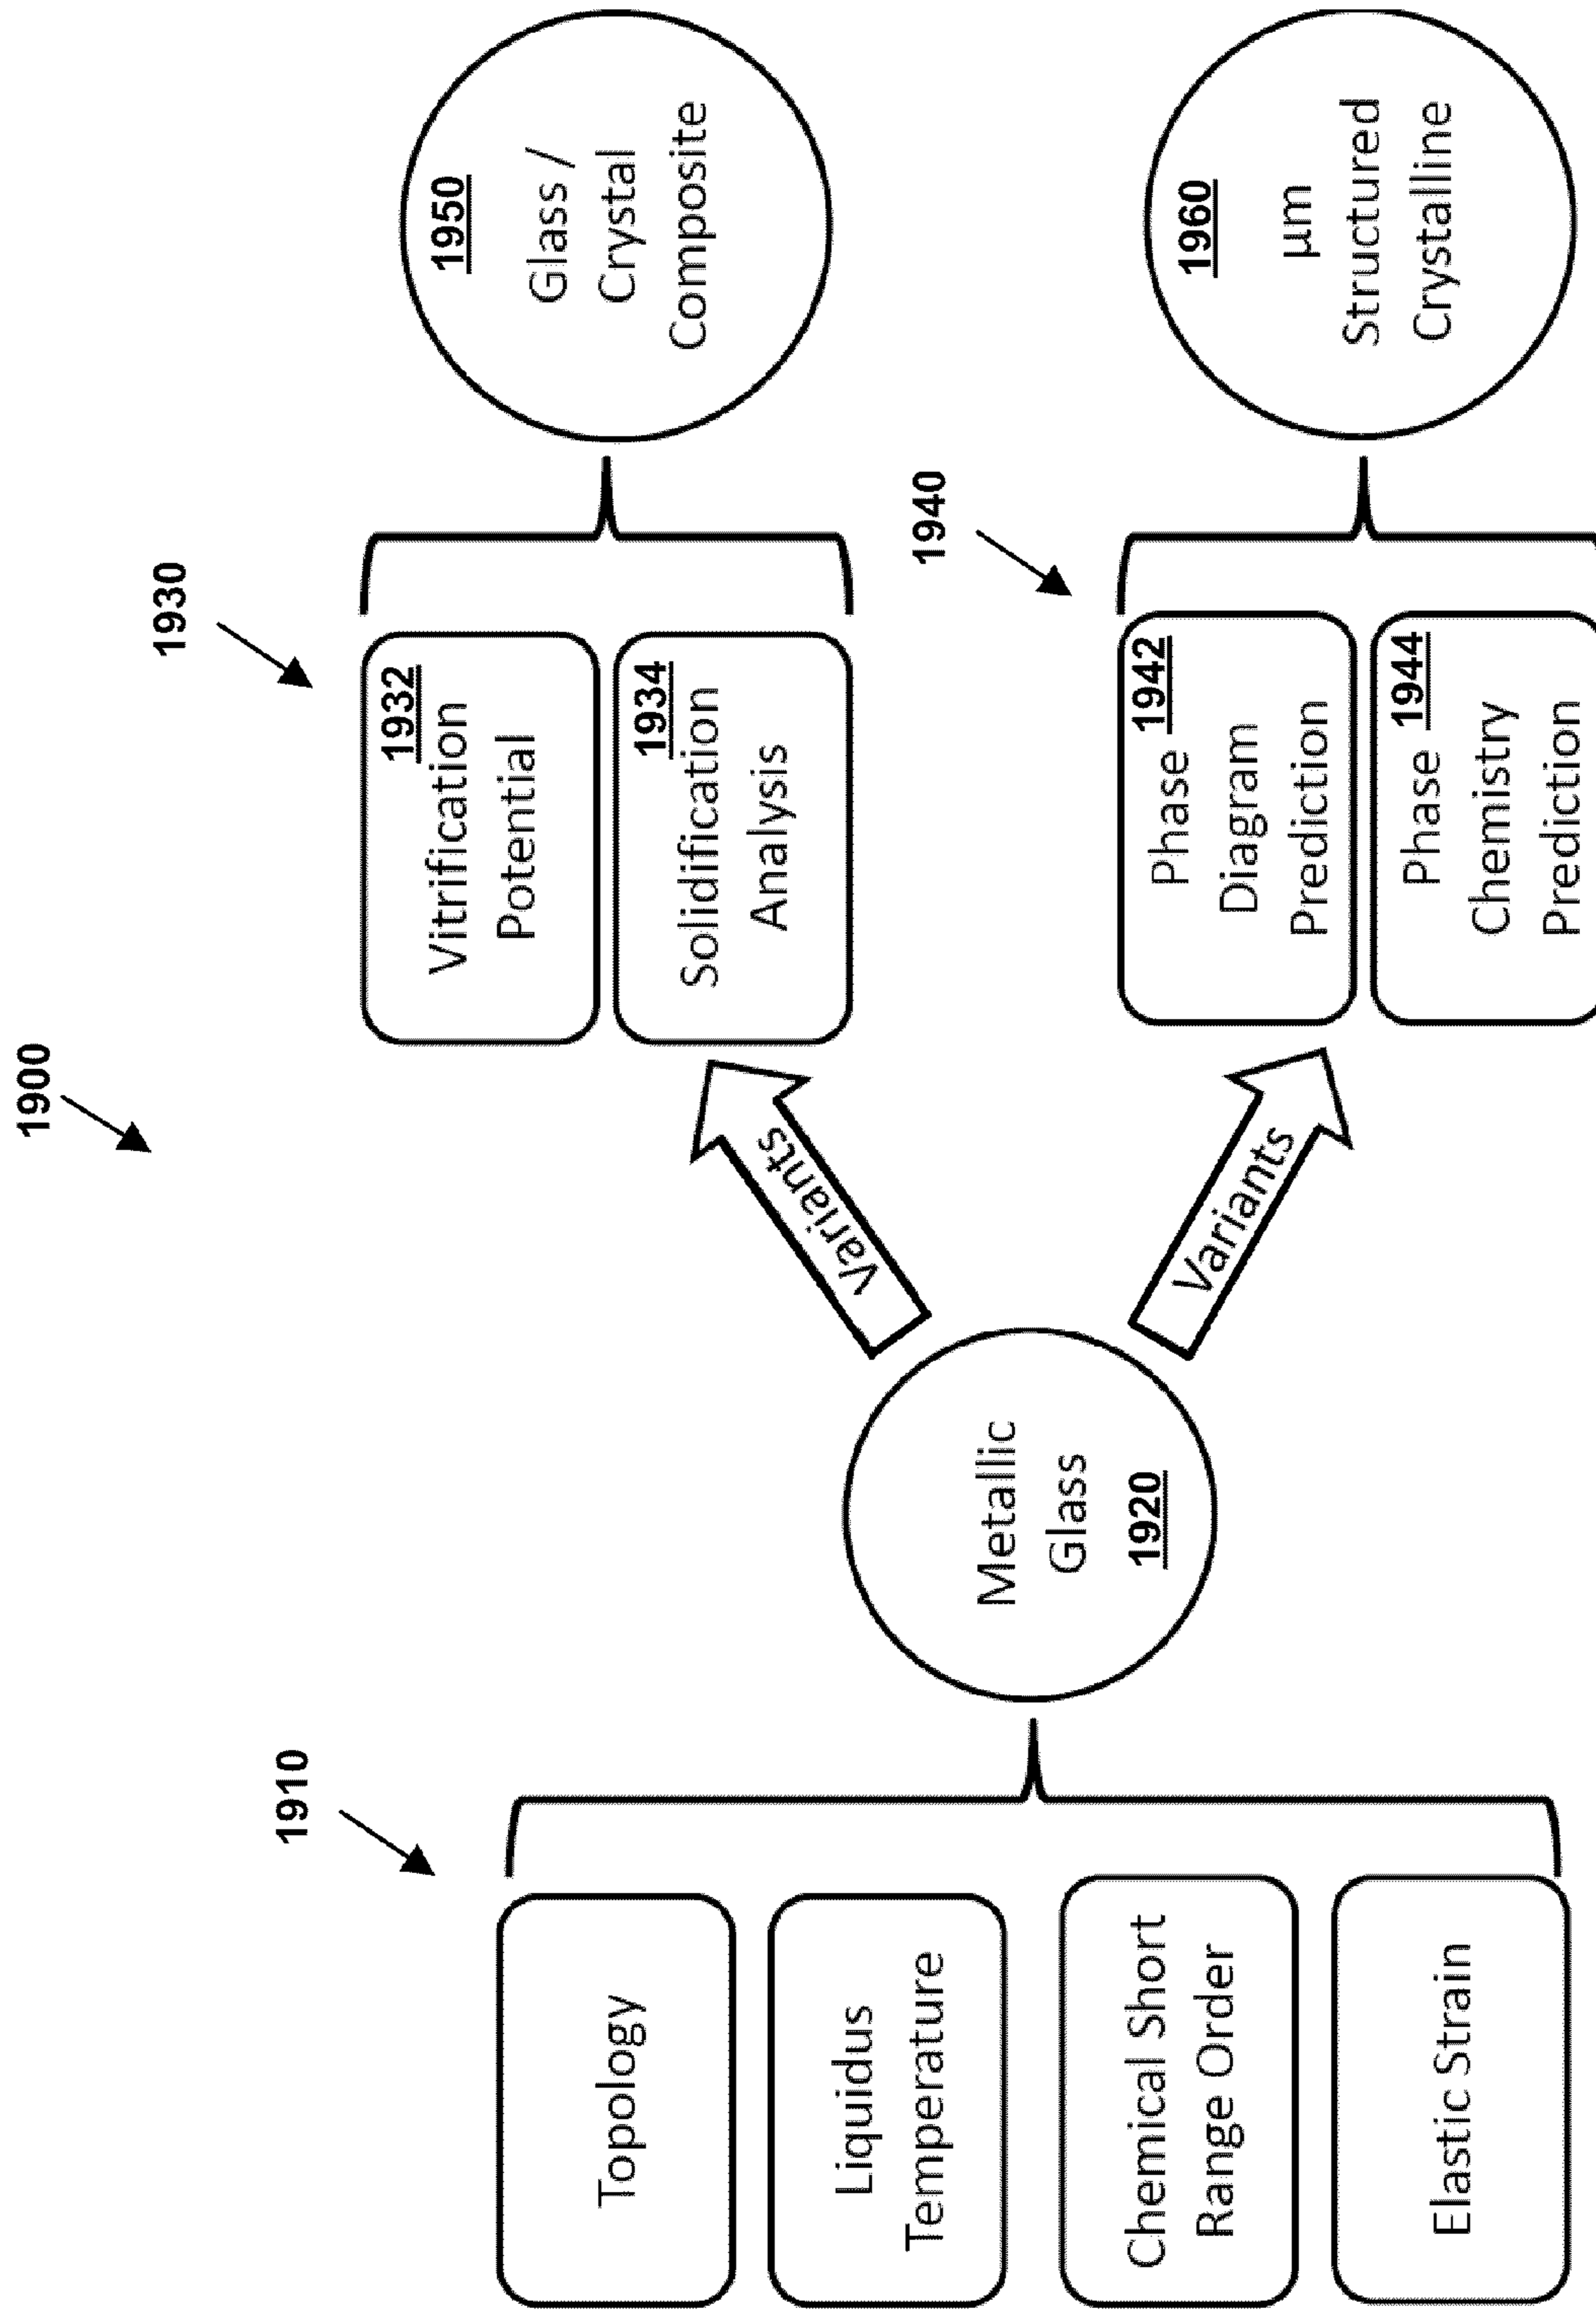 1900
1910
Topology
Liquidus
Temperature
Chemical Short
Range Order
Elastic Strain
Metallic
Glass
1920
Variants
Variants
1930
1932
Vitrification
Potential
1934
Solidification
Analysis
1940
1942
Phase
Diagram
Prediction
1944
Phase
Chemistry
Prediction
1950
Glass /
Crystal
Composite
1960
µm
Structured
Crystalline